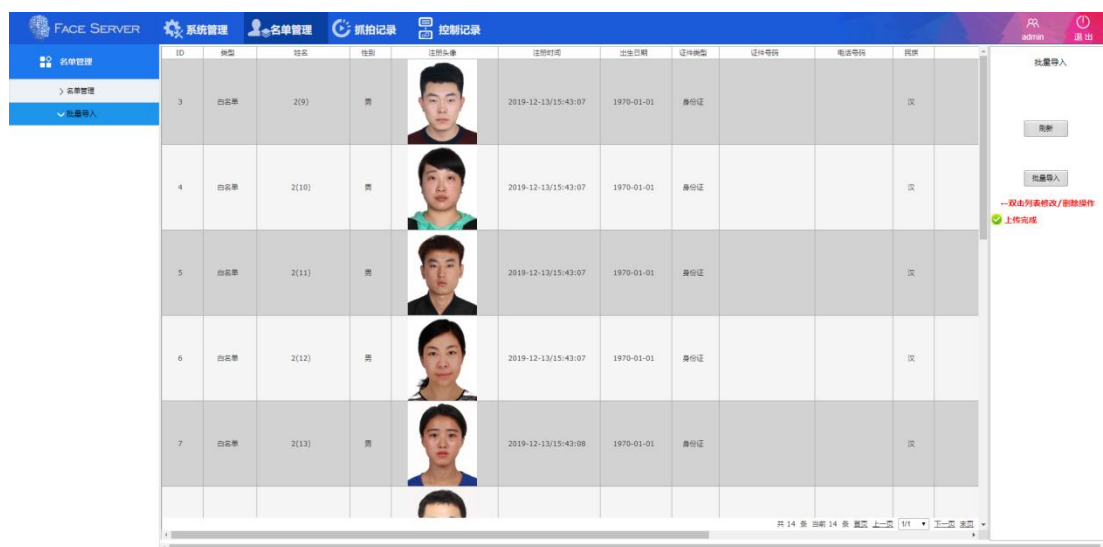 FACE SERVER 系统管理 名单管理 抓拍记录 控制记录 admin 退出
名单管理
名单管理
批量导入
ID 类型 姓名 性别 注册头像 注册时间 出生日期 证件类型 证件号码 电话号码 民族
3 白名单 2(9) 男 2019-12-13/15:43:07 1970-01-01 身份证 汉
4 白名单 2(10) 男 2019-12-13/15:43:07 1970-01-01 身份证 汉
5 白名单 2(11) 男 2019-12-13/15:43:07 1970-01-01 身份证 汉
6 白名单 2(12) 男 2019-12-13/15:43:07 1970-01-01 身份证 汉
7 白名单 2(13) 男 2019-12-13/15:43:08 1970-01-01 身份证 汉
共 14 条 当前 14 条 首页 上一页 1/1 下一页 末页
批量导入
刷新
批量导入
←双击列表修改/删除操作
上传完成